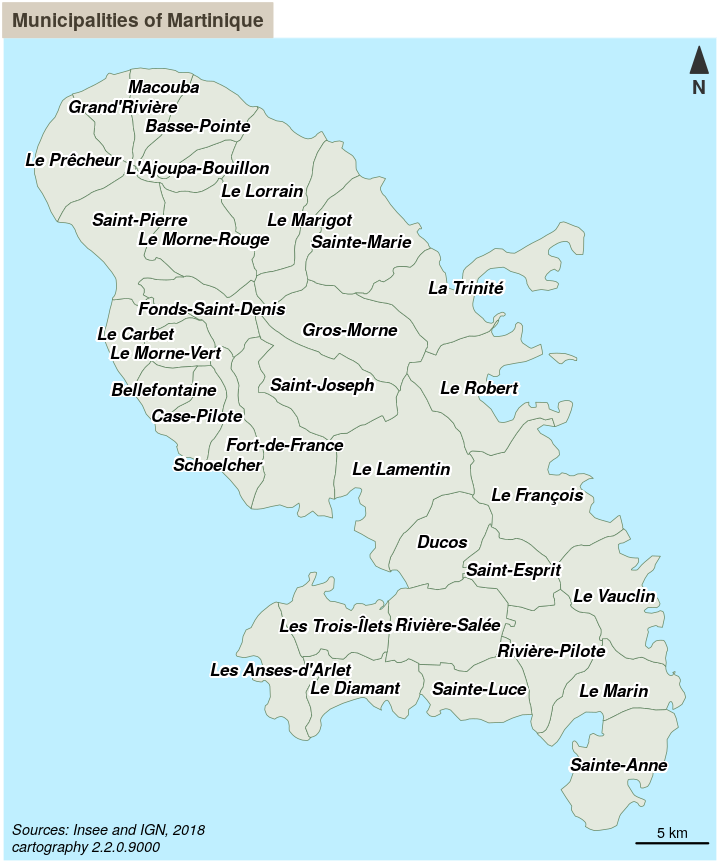 Municipalities of Martinique
N
Macouba
Grand'Rivière
Basse-Pointe
Le Prêcheur
L'Ajoupa-Bouillon
Le Lorrain
Saint-Pierre
Le Marigot
Le Morne-Rouge
Sainte-Marie
La Trinité
Fonds-Saint-Denis
Gros-Morne
Le Carbet
Le Morne-Vert
Saint-Joseph
Le Robert
Bellefontaine
Case-Pilote
Fort-de-France
Schoelcher
Le Lamentin
Le François
Ducos
Saint-Esprit
Le Vauclin
Les Trois-Îlets
Rivière-Salée
Rivière-Pilote
Les Anses-d'Arlet
Le Diamant
Sainte-Luce
Le Marin
Sainte-Anne
Sources: Insee and IGN, 2018
cartography 2.2.0.9000
5 km